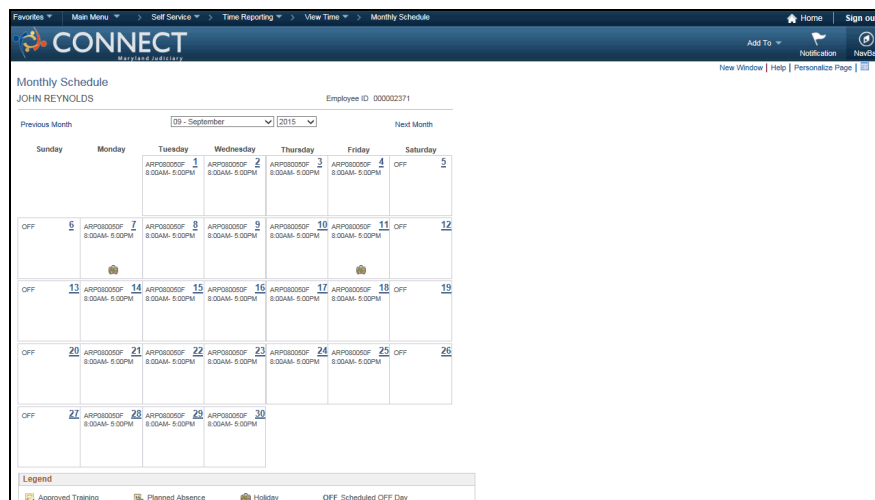 Favorites Main Menu > Self Service > Time Reporting > View Time > Monthly Schedule Home Sign ou
CONNECT
Maryland Judiciary
Add To Notification NavBa
New Window | Help | Personalize Page |
Monthly Schedule
JOHN REYNOLDS Employee ID 000002371
Previous Month 09 - September 2015 Next Month
Sunday Monday Tuesday Wednesday Thursday Friday Saturday
ARP080050F 1 ARP080050F 2 ARP080050F 3 ARP080050F 4 OFF 5
8:00AM- 5:00PM 8:00AM- 5:00PM 8:00AM- 5:00PM 8:00AM- 5:00PM
OFF 6 ARP080050F 7 ARP080050F 8 ARP080050F 9 ARP080050F 10 ARP080050F 11 OFF 12
8:00AM- 5:00PM 8:00AM- 5:00PM 8:00AM- 5:00PM 8:00AM- 5:00PM 8:00AM- 5:00PM
OFF 13 ARP080050F 14 ARP080050F 15 ARP080050F 16 ARP080050F 17 ARP080050F 18 OFF 19
8:00AM- 5:00PM 8:00AM- 5:00PM 8:00AM- 5:00PM 8:00AM- 5:00PM 8:00AM- 5:00PM
OFF 20 ARP080050F 21 ARP080050F 22 ARP080050F 23 ARP080050F 24 ARP080050F 25 OFF 26
8:00AM- 5:00PM 8:00AM- 5:00PM 8:00AM- 5:00PM 8:00AM- 5:00PM 8:00AM- 5:00PM
OFF 27 ARP080050F 28 ARP080050F 29 ARP080050F 30
8:00AM- 5:00PM 8:00AM- 5:00PM 8:00AM- 5:00PM
Legend
Approved Training Planned Absence Holiday OFF Scheduled OFF Day